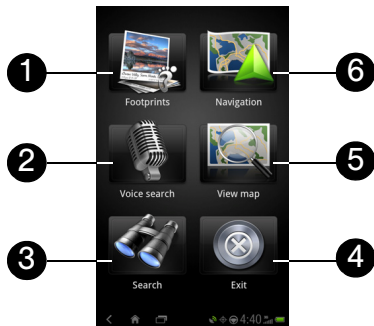 1
Footprints
6
Navigation
2
Voice search
5
View map
3
Search
4
Exit
4:40